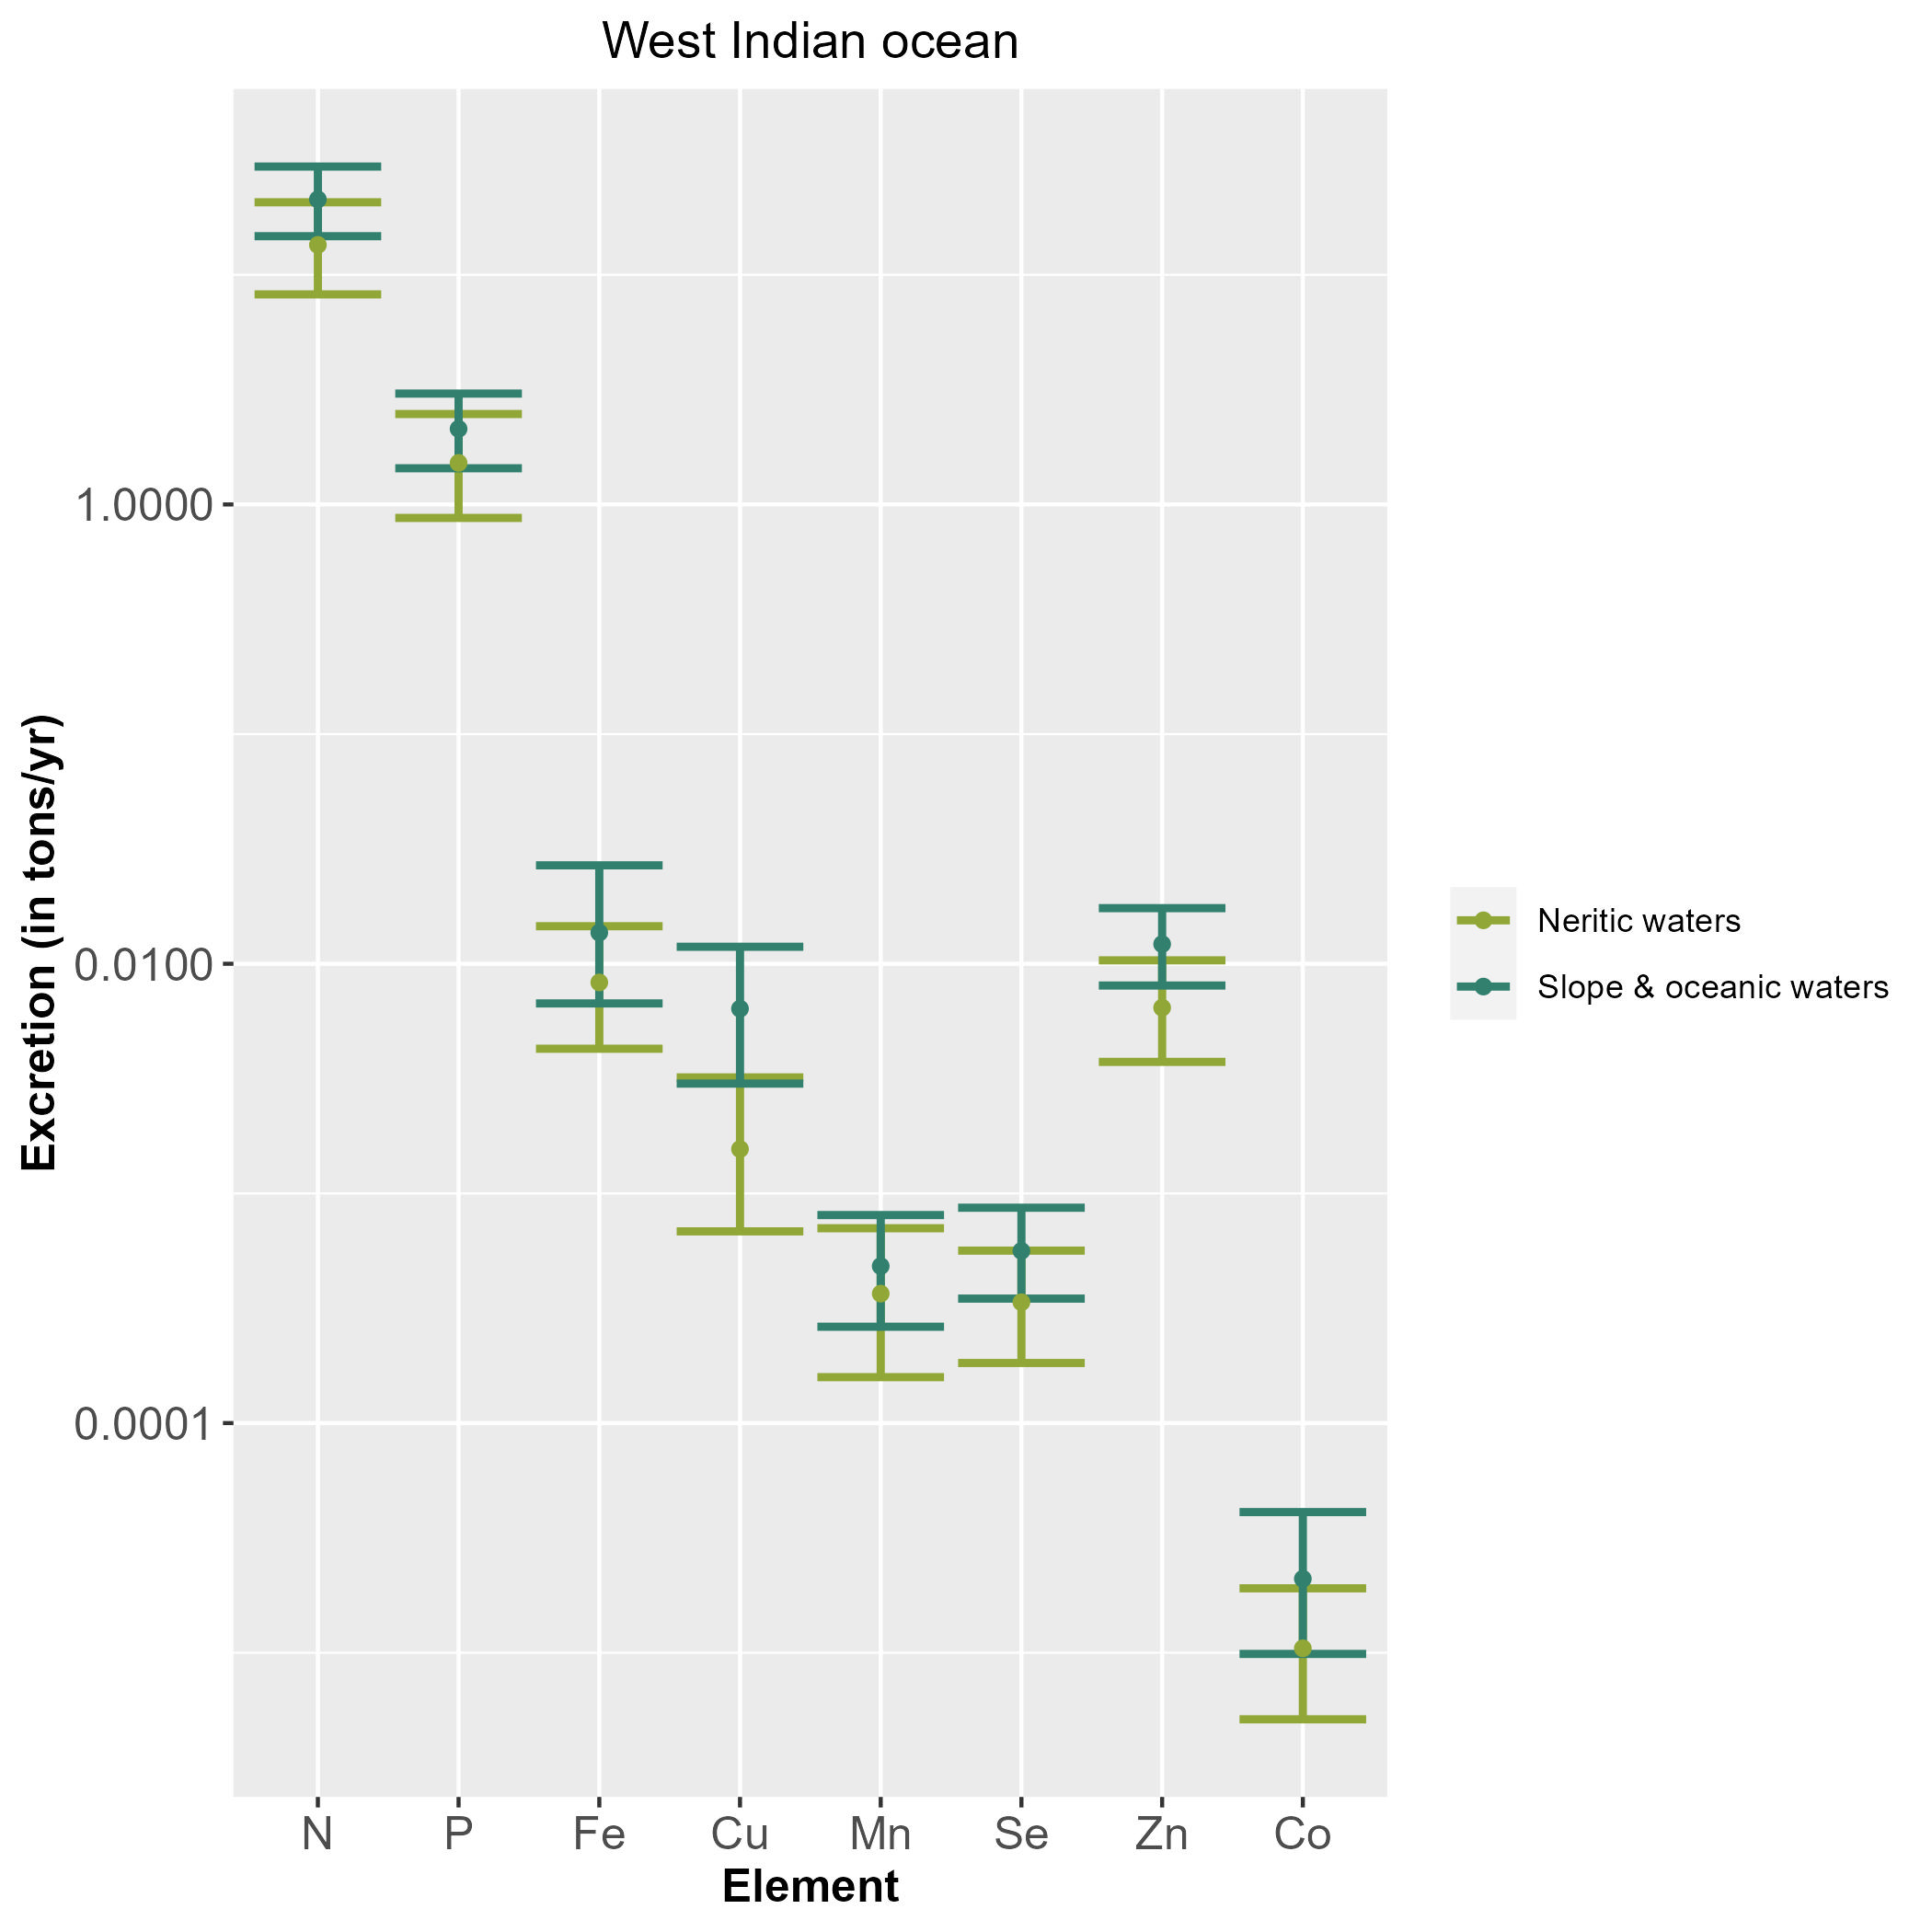 West Indian ocean
Excretion (in tons/yr)
1.0000
0.0100
0.0001
N P Fe Cu Mn Se Zn Co
Element
Neritic waters
Slope & oceanic waters